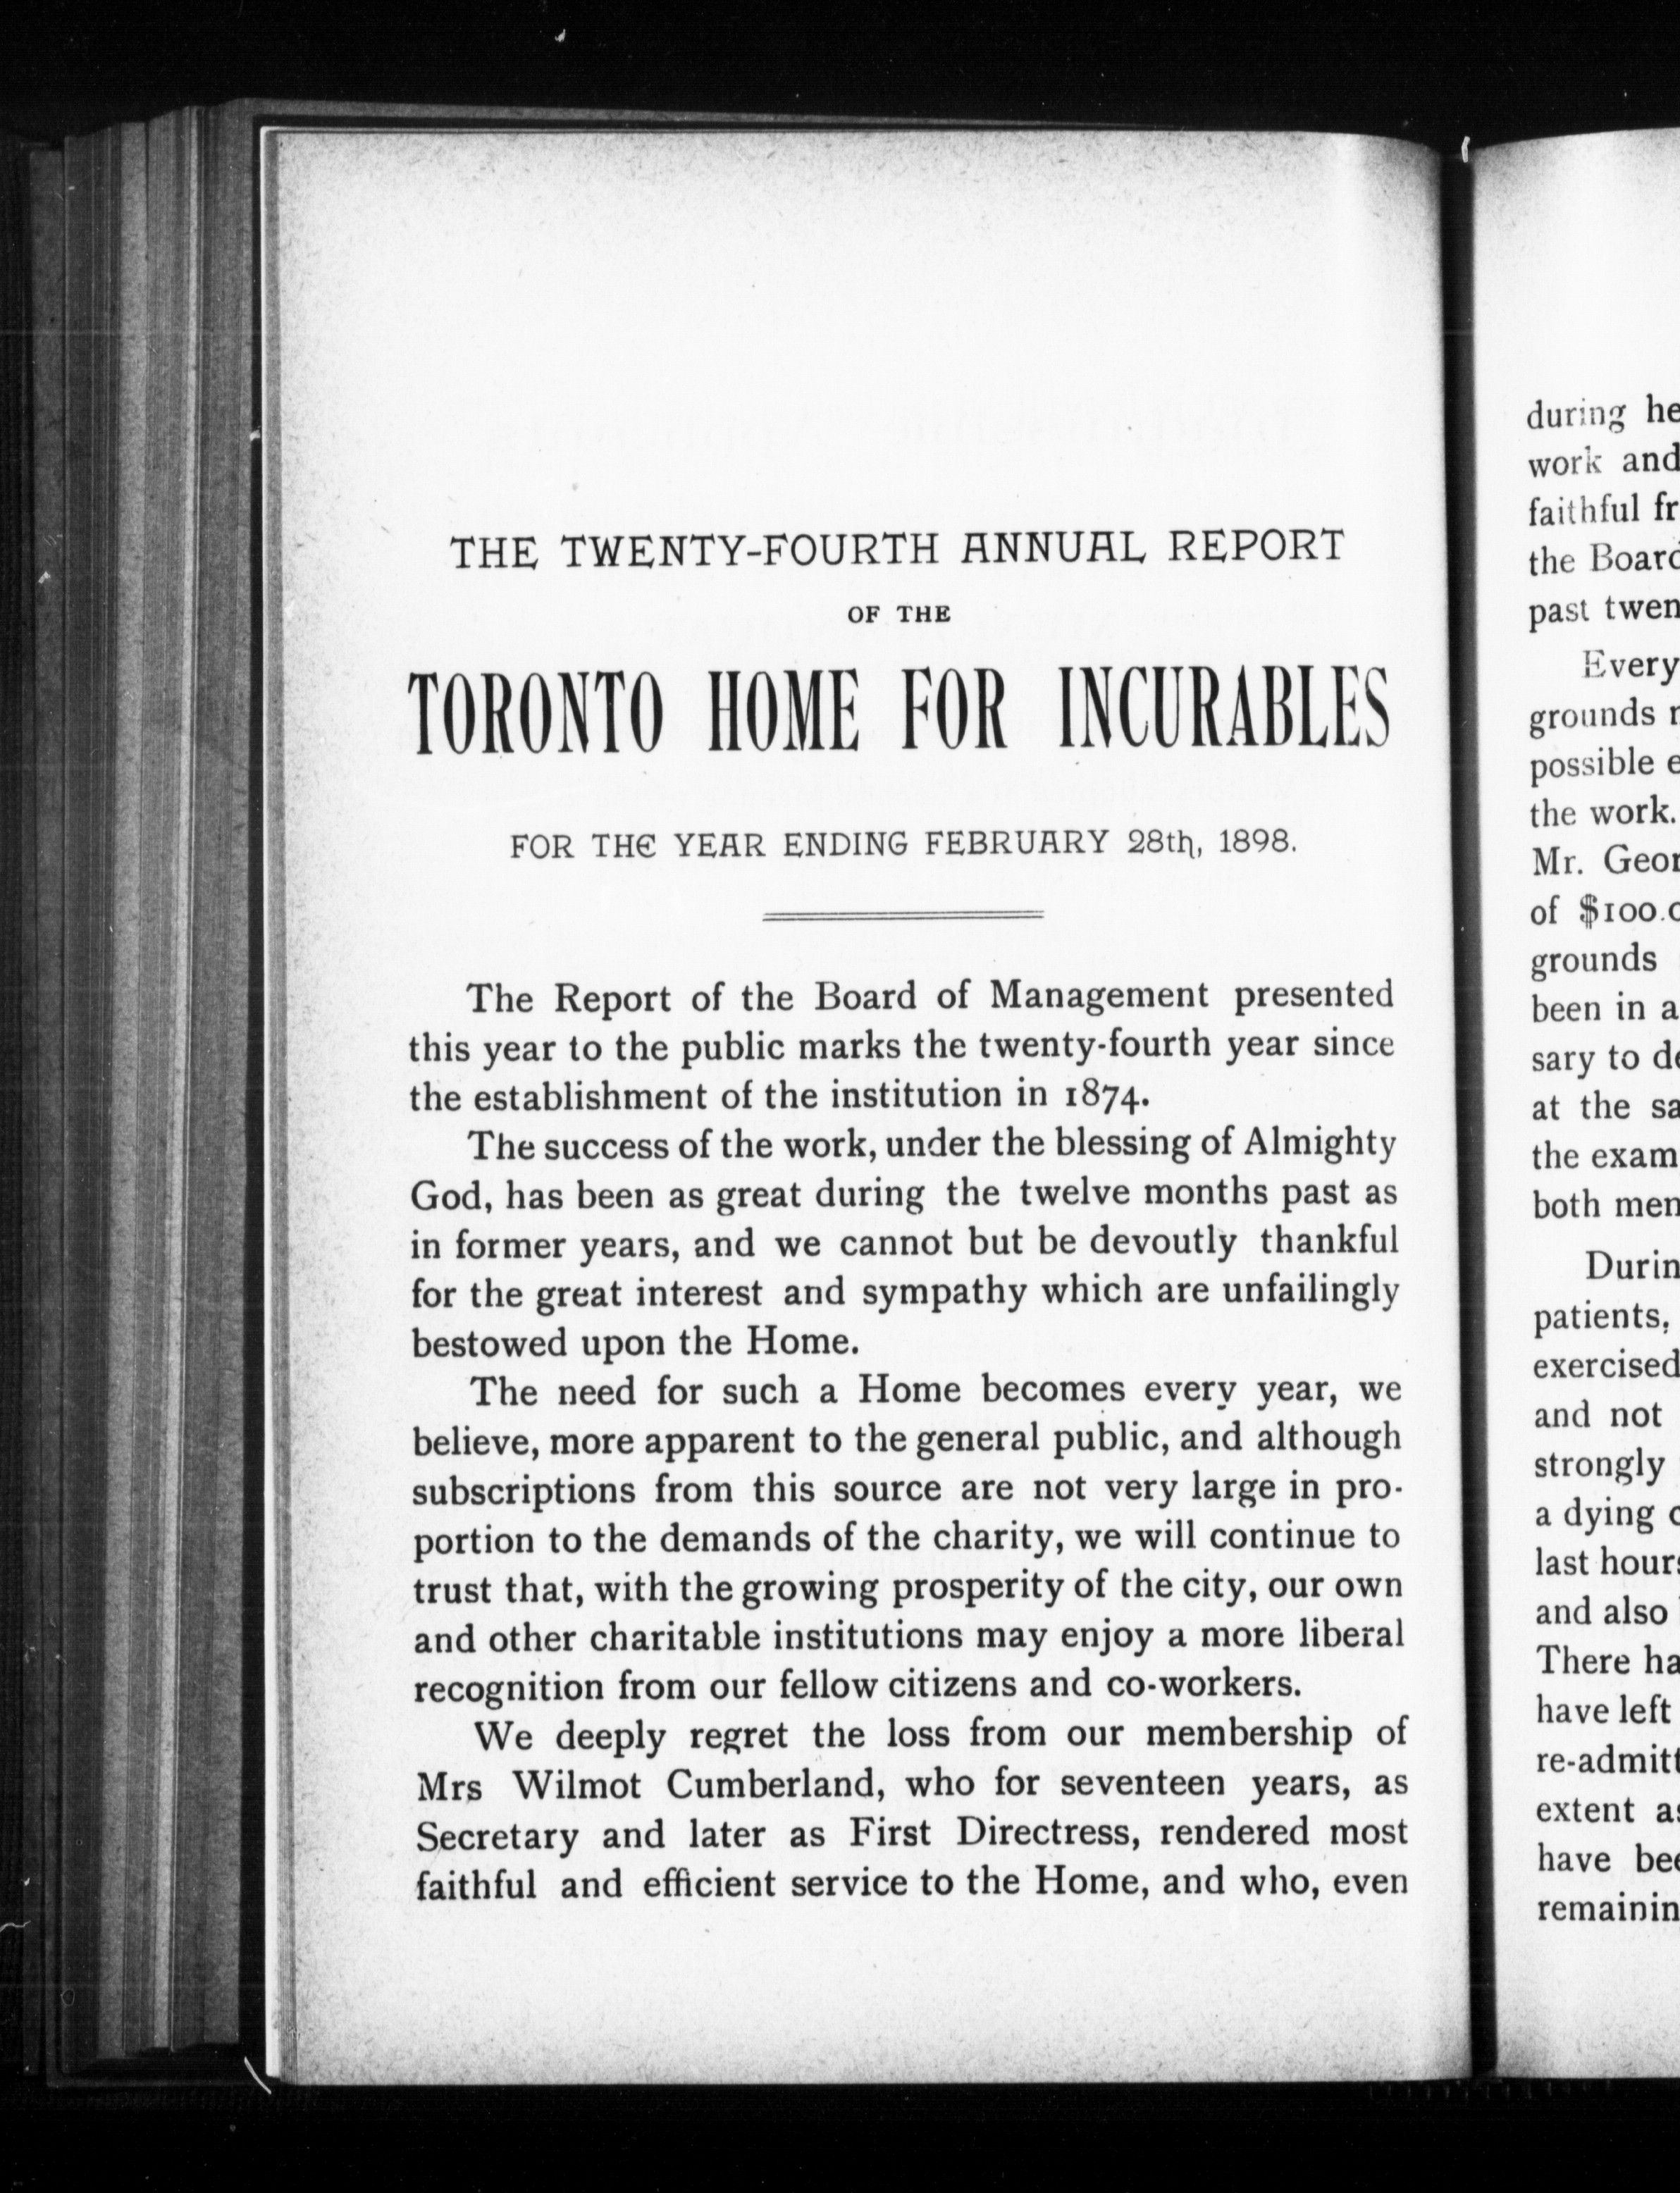 THE TWENTY-FOURTH ANNUAL REPORT
OF THE
TORONTO HOME FOR INCURABLES
FOR THE YEAR ENDING FEBRUARY 28th, 1898.
The Report of the Board of Management presented
this year to the public marks the twenty-fourth year since
the establishment of the institution in 1874.
The success of the work, under the blessing of Almighty
God, has been as great during the twelve months past as
in former years, and we cannot but be devoutly thankful
for the great interest and sympathy which are unfailingly
bestowed upon the Home.
The need for such a Home becomes every year, we
believe, more apparent to the general public, and although
subscriptions from this source are not very large in pro-
portion to the demands of the charity, we will continue to
trust that, with the growing prosperity of the city, our own
and other charitable institutions may enjoy a more liberal
recognition from our fellow citizens and co-workers.
We deeply regret the loss from our membership of
Mrs Wilmot Cumberland, who for seventeen years, as
Secretary and later as First Directress, rendered most
faithful and efficient service to the Home, and who, even
during
work and
faithful
the
past
Every
grounds
possible
the work.
Mr.
of
grounds
been in
sary to
at the
the
both
patients,
exercised
and not
strongly
a dying
last
and also
There
have left
extent
have